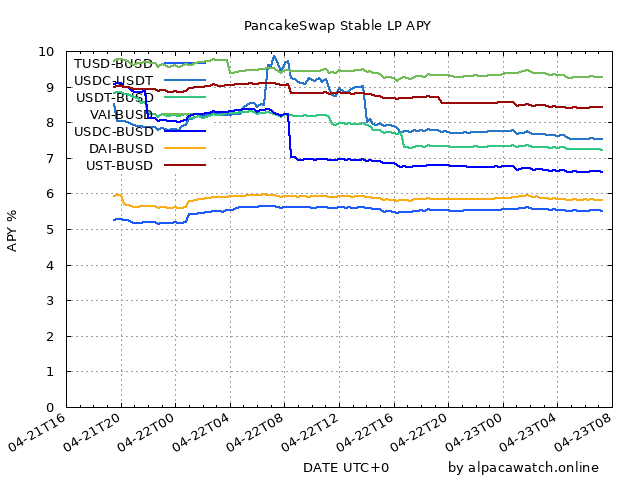 PancakeSwap Stable LP APY
10
9
8
7
6
5
4
3
2
1
0
APY %
TUSD-BUSD
USDC-USDT
USDT-BUSD
VAI-BUSD
USDC-BUSD
DAI-BUSD
UST-BUSD
04-21T16
04-21T20
04-22T00
04-22T04
04-22T08
04-22T12
04-22T16
04-22T20
04-23T00
04-23T04
04-23T08
DATE UTC+0
by alpacawatch.online